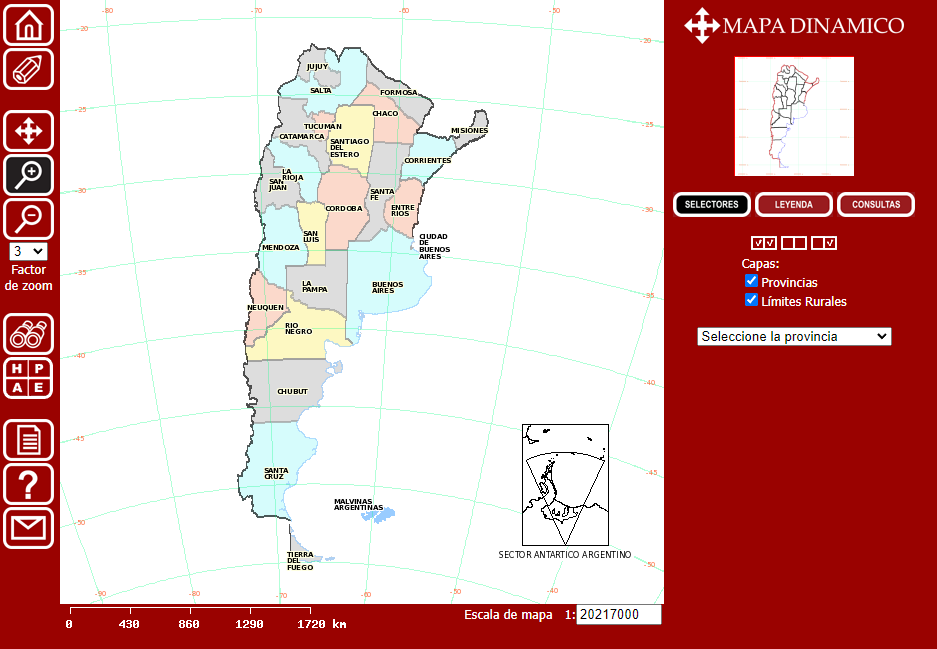 MAPA DINAMICO
3
Factor
de zoom
H P
A E
?
-80
-70
-60
-20
-20
-25
-25
-30
-30
-35
-35
-40
-40
-45
-45
-50
-50
-90
-80
-70
-60
-50
-40
JUJUY
SALTA
FORMOSA
CHACO
TUCUMAN
CATAMARCA
SANTIAGO
DEL
ESTERO
MISIONES
CORRIENTES
LA
RIOJA
SAN
JUAN
SANTA
FE
CORDOBA
ENTRE
RIOS
SAN
LUIS
MENDOZA
CIUDAD
DE
BUENOS
AIRES
LA
PAMPA
BUENOS
AIRES
NEUQUEN
RIO
NEGRO
CHUBUT
SANTA
CRUZ
MALVINAS
ARGENTINAS
TIERRA
DEL
FUEGO
SECTOR ANTARTICO ARGENTINO
0 430 860 1290 1720 km
Escala de mapa 1: 20217000
SELECTORES LEYENDA CONSULTAS
Capas:
Provincias
Límites Rurales
Seleccione la provincia